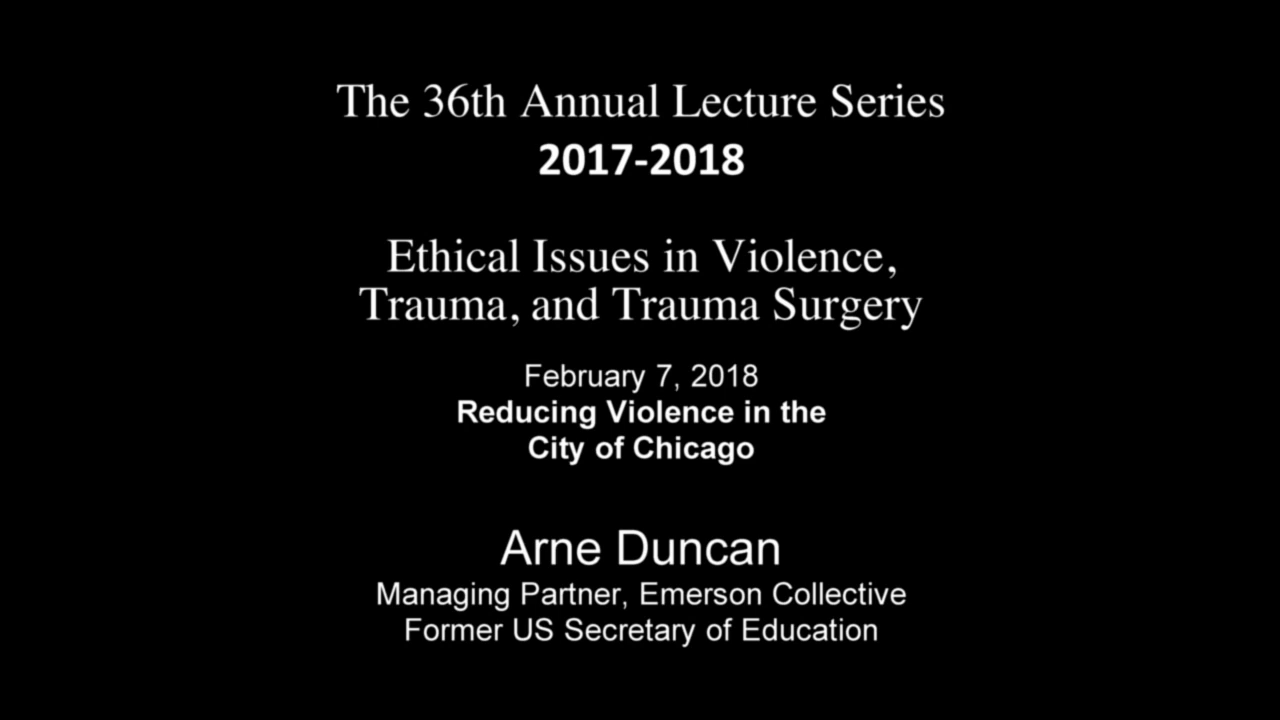 The 36th Annual Lecture Series
2017-2018
Ethical Issues in Violence,
Trauma, and Trauma Surgery
February 7, 2018
Reducing Violence in the
City of Chicago
Arne Duncan
Managing Partner, Emerson Collective
Former US Secretary of Education